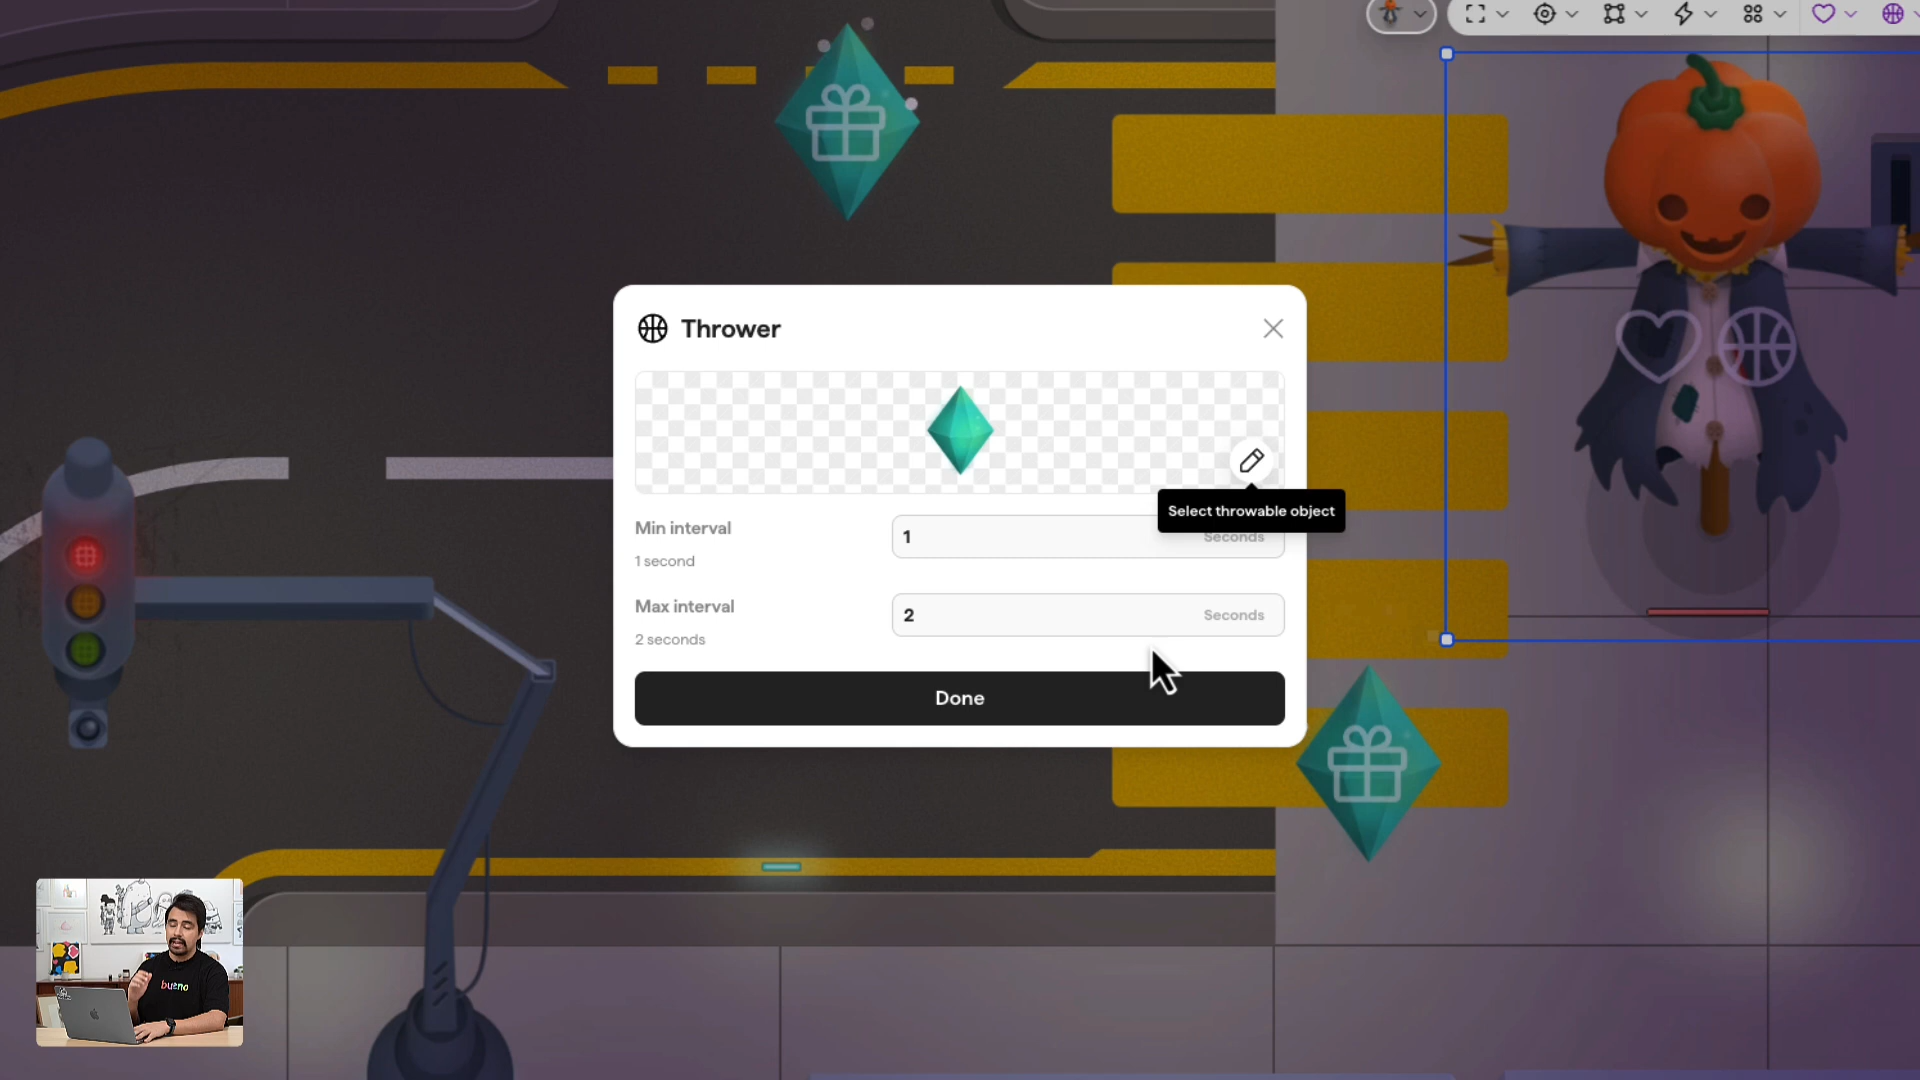 Thrower
Select throwable object
Min interval
1 Seconds
1 second
Max interval
2 Seconds
2 seconds
Done
bueno